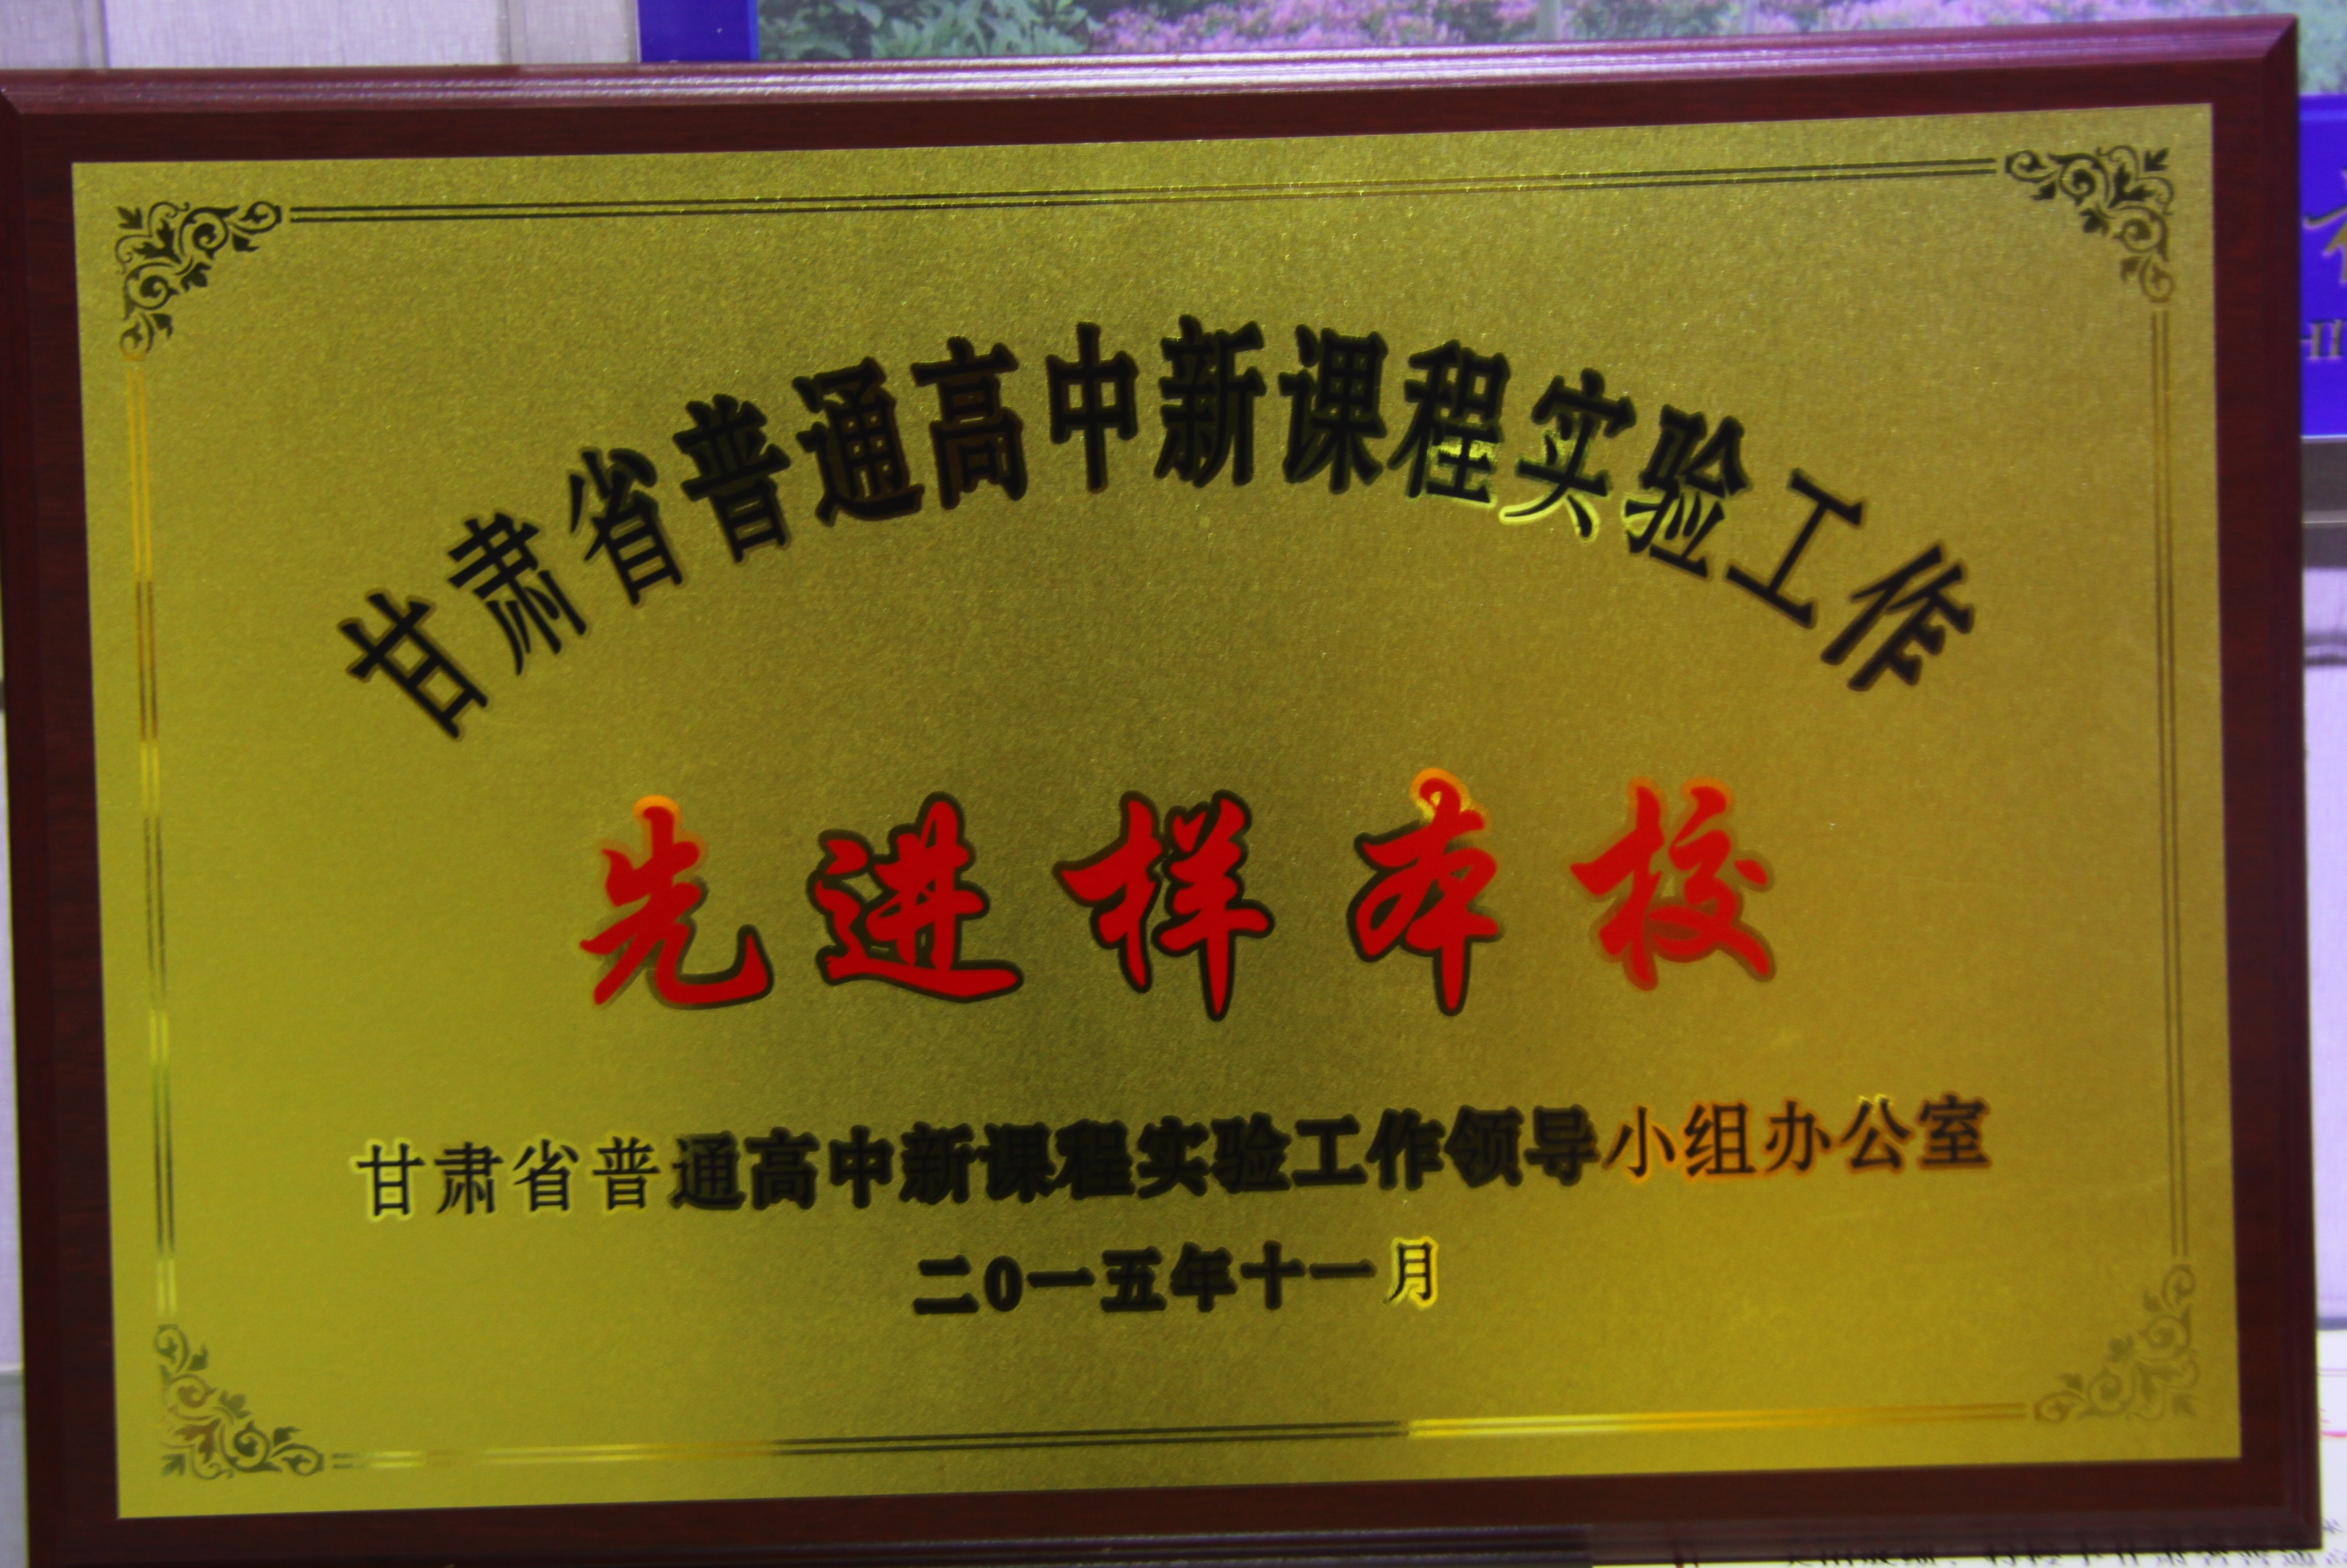 甘肃省普通高中新课程实验工作
先进样本校
甘肃省普通高中新课程实验工作领导小组办公室
二0一五年十一月